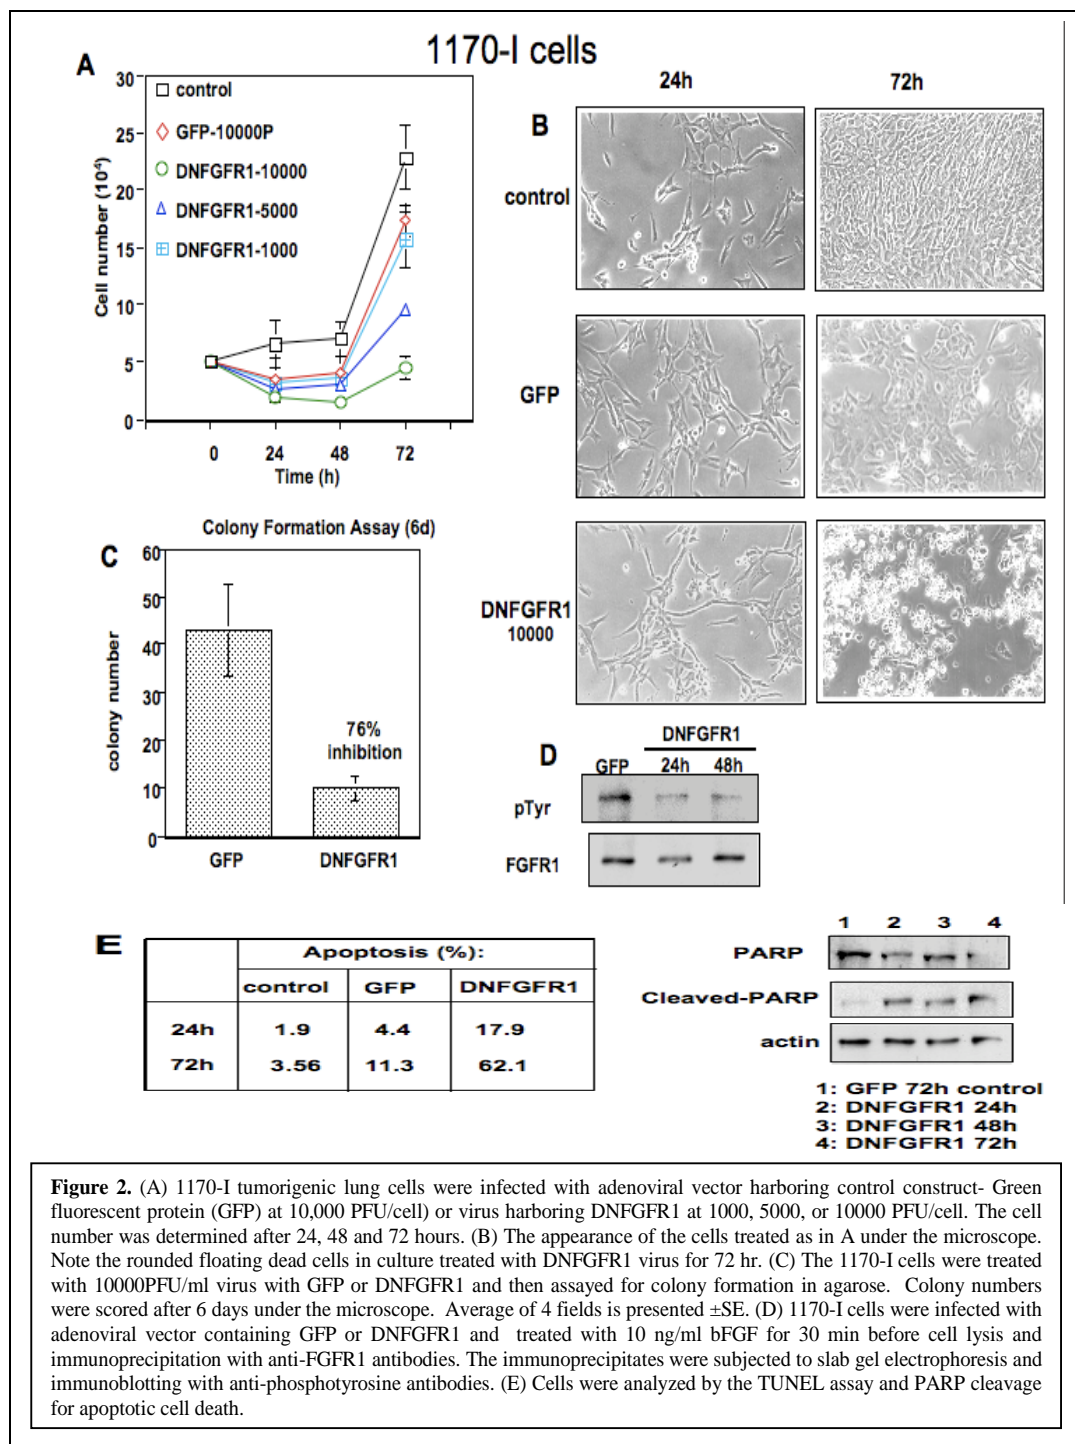 1170-I cells
A
30
25
20
15
10
5
0
Cell number (10⁴)
control
GFP-10000P
DNFGFR1-10000
DNFGFR1-5000
DNFGFR1-1000
0 24 48 72
Time (h)
B
24h 72h
control
GFP
DNFGFR1
10000
C
Colony Formation Assay (6d)
60
50
40
30
20
10
0
colony number
76%
inhibition
GFP DNFGFR1
D
DNFGFR1
GFP 24h 48h
pTyr
FGFR1
E
Apoptosis (%):
control GFP DNFGFR1
24h 1.9 4.4 17.9
72h 3.56 11.3 62.1
1 2 3 4
PARP
Cleaved-PARP
actin
1: GFP 72h control
2: DNFGFR1 24h
3: DNFGFR1 48h
4: DNFGFR1 72h
Figure 2. (A) 1170-I tumorigenic lung cells were infected with adenoviral vector harboring control construct- Green
fluorescent protein (GFP) at 10,000 PFU/cell) or virus harboring DNFGFR1 at 1000, 5000, or 10000 PFU/cell. The cell
number was determined after 24, 48 and 72 hours. (B) The appearance of the cells treated as in A under the microscope.
Note the rounded floating dead cells in culture treated with DNFGFR1 virus for 72 hr. (C) The 1170-I cells were treated
with 10000PFU/ml virus with GFP or DNFGFR1 and then assayed for colony formation in agarose. Colony numbers
were scored after 6 days under the microscope. Average of 4 fields is presented ±SE. (D) 1170-I cells were infected with
adenoviral vector containing GFP or DNFGFR1 and treated with 10 ng/ml bFGF for 30 min before cell lysis and
immunoprecipitation with anti-FGFR1 antibodies. The immunoprecipitates were subjected to slab gel electrophoresis and
immunoblotting with anti-phosphotyrosine antibodies. (E) Cells were analyzed by the TUNEL assay and PARP cleavage
for apoptotic cell death.